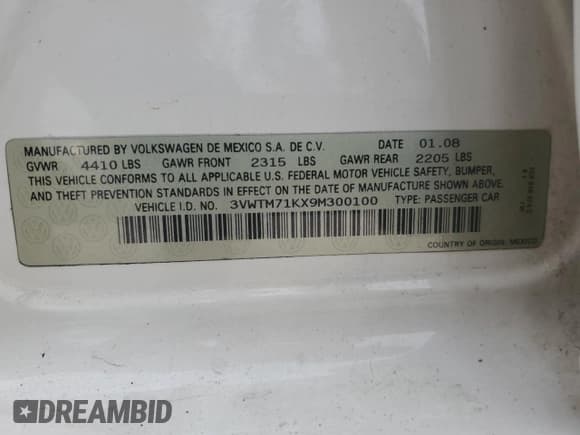 MANUFACTURED BY VOLKSWAGEN DE MEXICO S.A. DE C.V. DATE 01.08
GVWR 4410 LBS GAWR FRONT 2315 LBS GAWR REAR 2205 LBS
THIS VEHICLE CONFORMS TO ALL APPLICABLE U.S. FEDERAL MOTOR VEHICLE SAFETY, BUMPER,
AND THEFT PREVENTION STANDARDS IN EFFECT ON THE DATE OF MANUFACTURE SHOWN ABOVE.
VEHICLE I.D. NO. 3VWTM71KX9M300100 TYPE: PASSENGER CAR
COUNTRY OF ORIGIN: MEXICO
DREAMBID